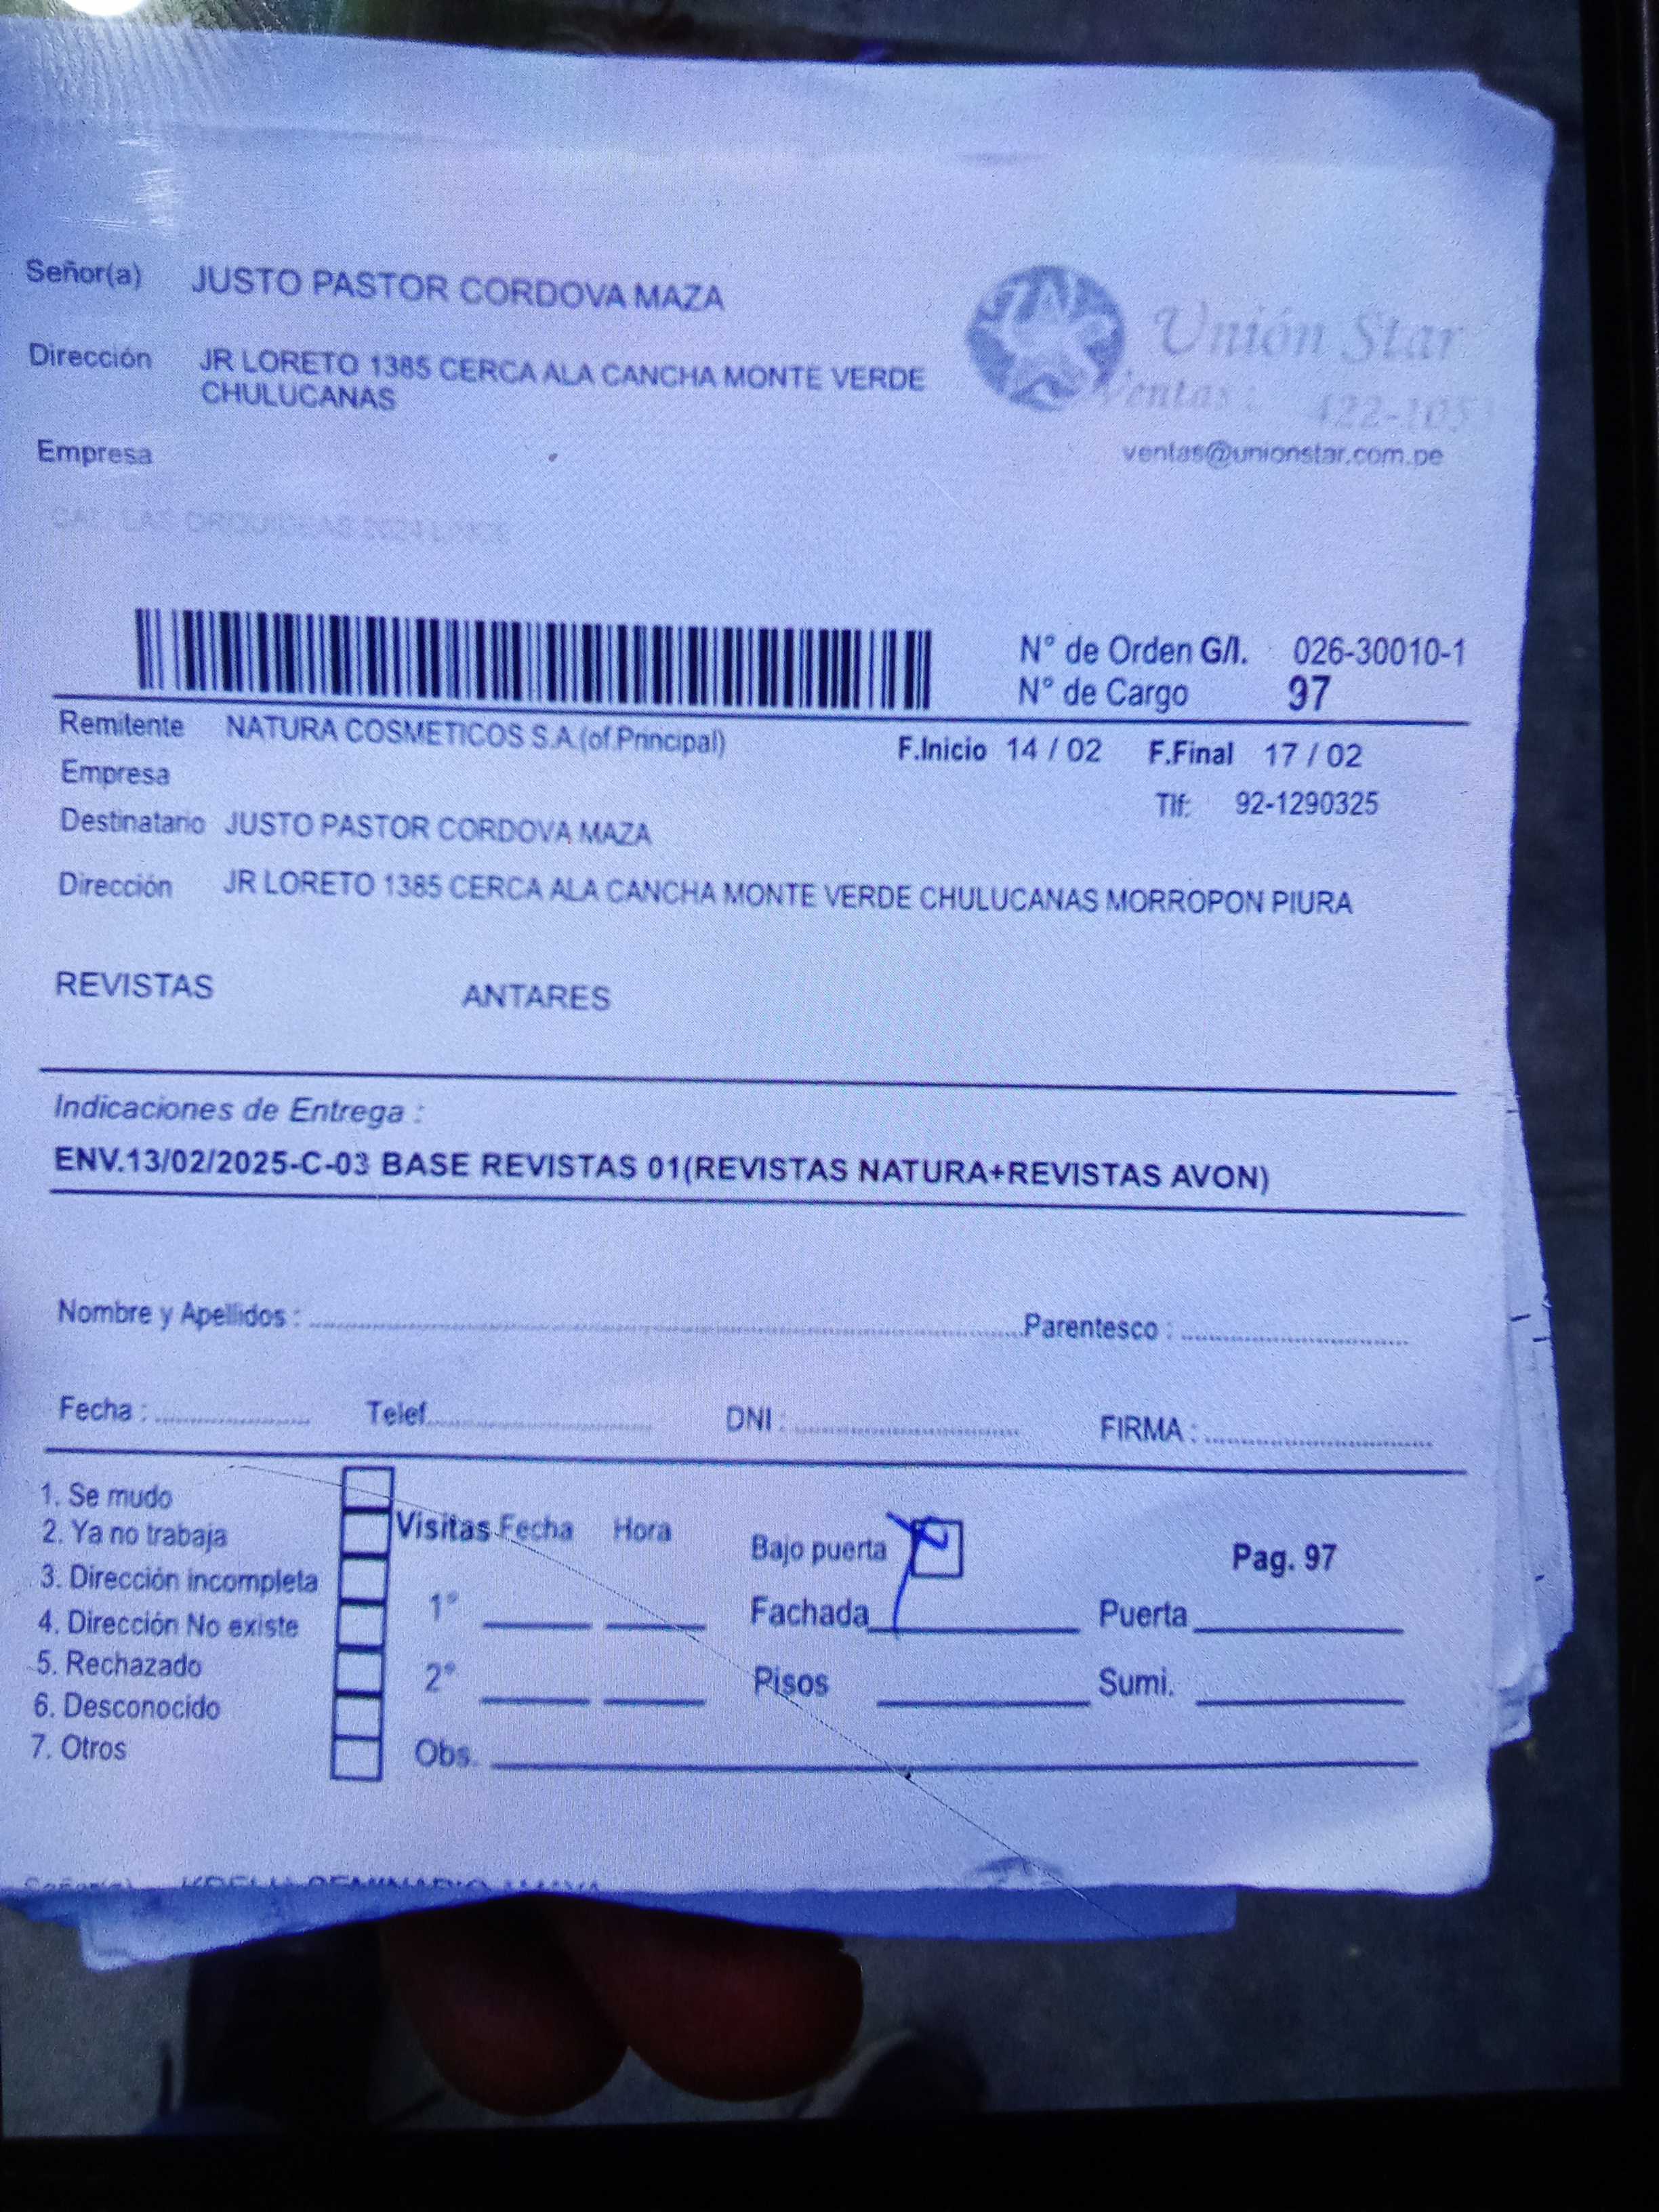 Señor(a) JUSTO PASTOR CORDOVA MAZA
Dirección JR LORETO 1385 CERCA ALA CANCHA MONTE VERDE
CHULUCANAS
Unión Star
Ventas :
ventas@unionstar.com.pe
Empresa
N° de Orden G/I. 026-30010-1
N° de Cargo 97
Remitente NATURA COSMETICOS S.A.(of.Principal)
F.Inicio 14 / 02 F.Final 17 / 02
Empresa
Tlf: 92-1290325
Destinatario JUSTO PASTOR CORDOVA MAZA
Dirección JR LORETO 1385 CERCA ALA CANCHA MONTE VERDE CHULUCANAS MORROPON PIURA
REVISTAS ANTARES
Indicaciones de Entrega :
ENV.13/02/2025-C-03 BASE REVISTAS 01(REVISTAS NATURA+REVISTAS AVON)
Nombre y Apellidos : Parentesco :
Fecha : Telef. DNI : FIRMA :
1. Se mudo
2. Ya no trabaja
3. Dirección incompleta
4. Dirección No existe
5. Rechazado
6. Desconocido
7. Otros
Visitas Fecha Hora
1°
2°
Obs.
Bajo puerta
Pag. 97
Fachada Puerta
Pisos Sumi.